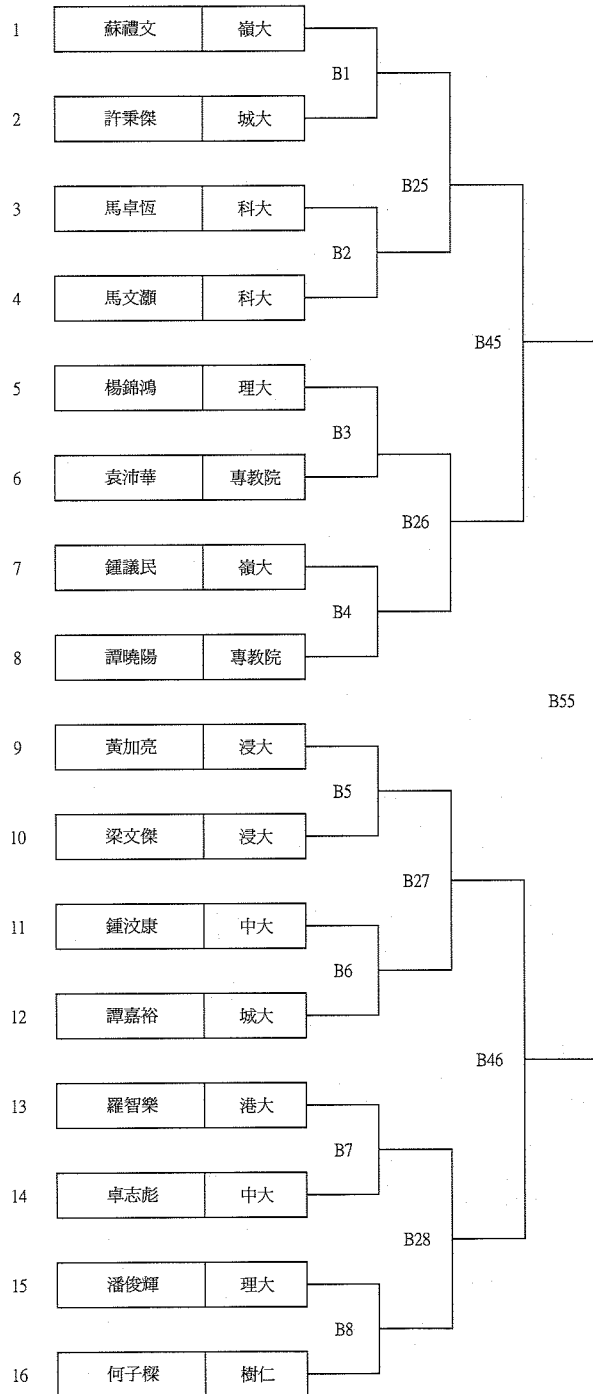 1 蘇禮文 嶺大
B1
2 許秉傑 城大
B25
3 馬卓恆 科大
B2
4 馬文灝 科大
B45
5 楊錦鴻 理大
B3
6 袁沛華 專教院
B26
7 鍾議民 嶺大
B4
8 譚曉陽 專教院
B55
9 黃加亮 浸大
B5
10 梁文傑 浸大
B27
11 鍾汶康 中大
B6
12 譚嘉裕 城大
B46
13 羅智樂 港大
B7
14 卓志彪 中大
B28
15 潘俊輝 理大
B8
16 何子樑 樹仁